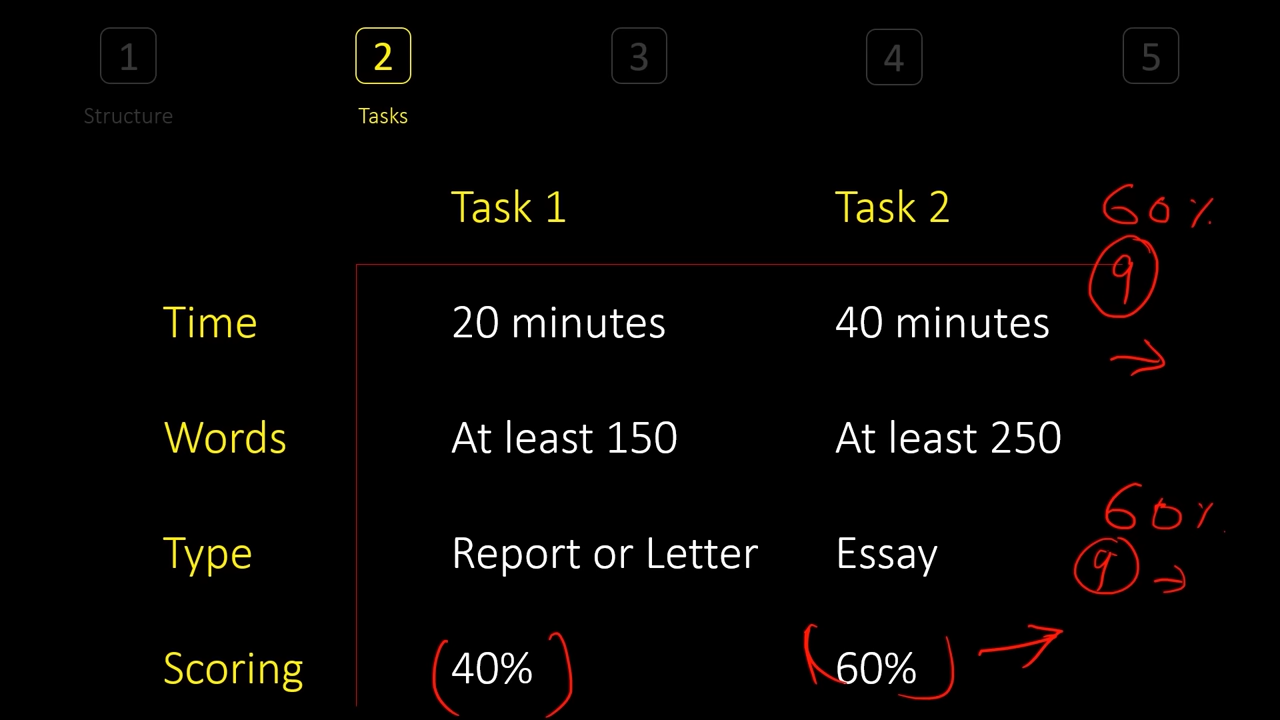 1 2 3 4 5
Structure Tasks
Task 1 Task 2 60%
9
Time 20 minutes 40 minutes
Words At least 150 At least 250
60%
Type Report or Letter Essay 9
Scoring (40%) (60%)